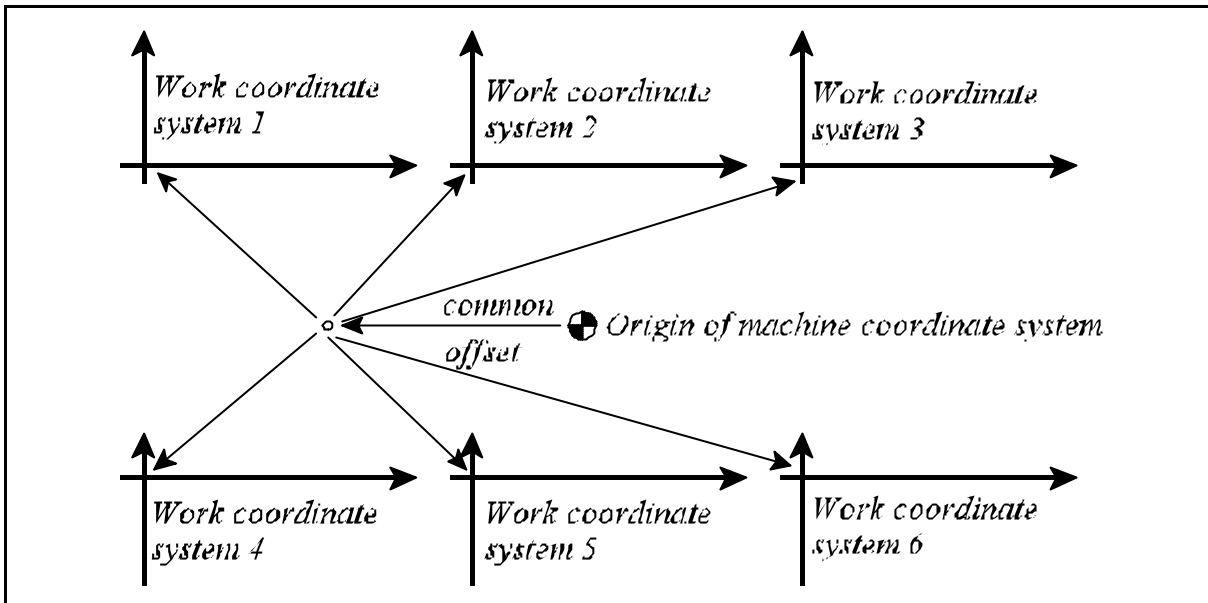 Work coordinate
system 1
Work coordinate
system 2
Work coordinate
system 3
common
offset
Origin of machine coordinate system
Work coordinate
system 4
Work coordinate
system 5
Work coordinate
system 6